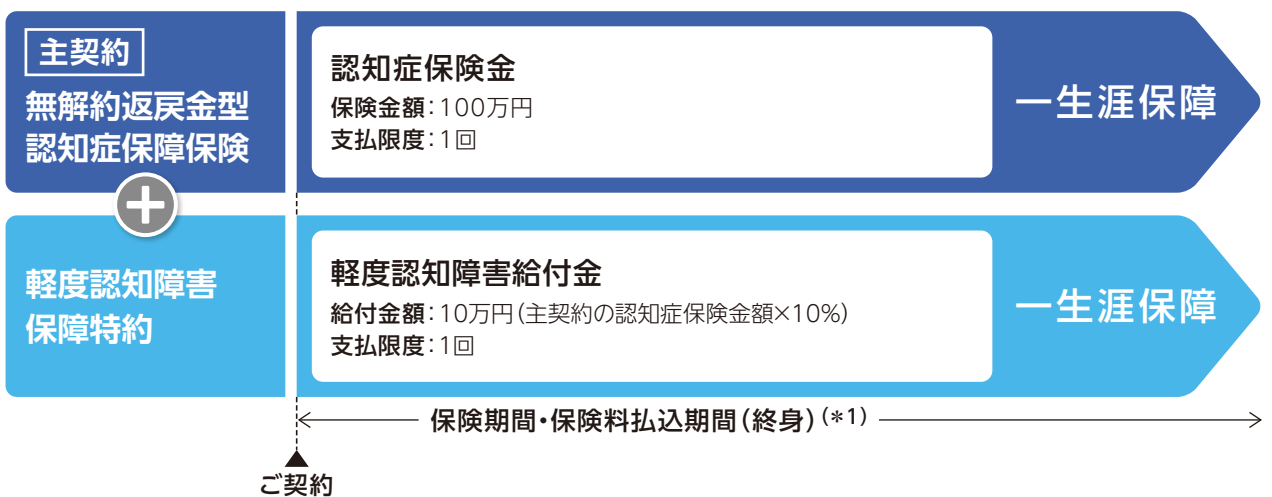 主契約
無解約返戻金型
認知症保障保険
認知症保険金
保険金額：100万円
支払限度：1回
一生涯保障
軽度認知障害
保障特約
軽度認知障害給付金
給付金額：10万円（主契約の認知症保険金額×10%）
支払限度：1回
一生涯保障
保険期間・保険料払込期間（終身）（*1）
ご契約